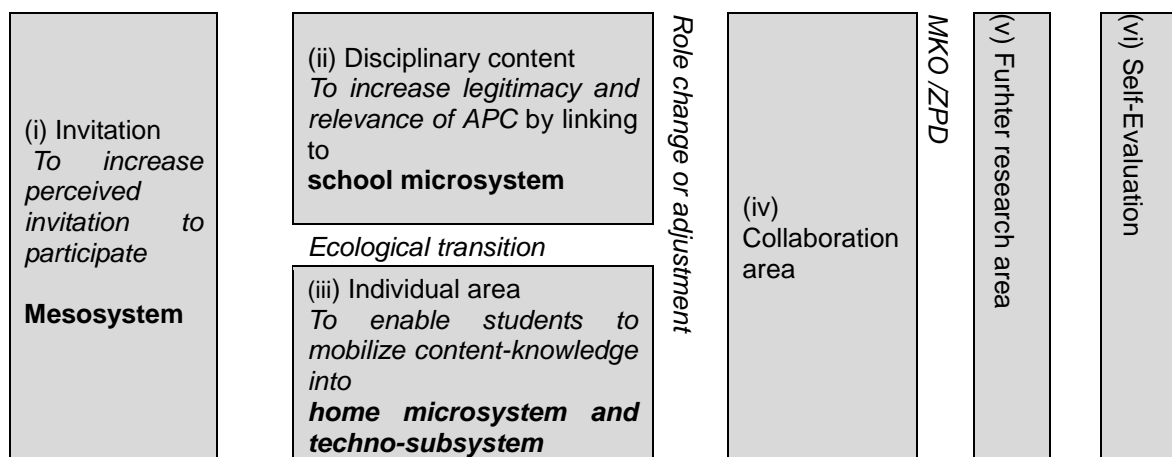 (i) Invitation
To increase
perceived
invitation to
participate
Mesosystem
(ii) Disciplinary content
To increase legitimacy and
relevance of APC by linking
to
school microsystem
Ecological transition
(iii) Individual area
To enable students to
mobilize content-knowledge
into
home microsystem and
techno-subsystem
Role change or adjustment
(iv)
Collaboration
area
MKO /ZPD
(v) Furhter research area
(vi) Self-Evaluation